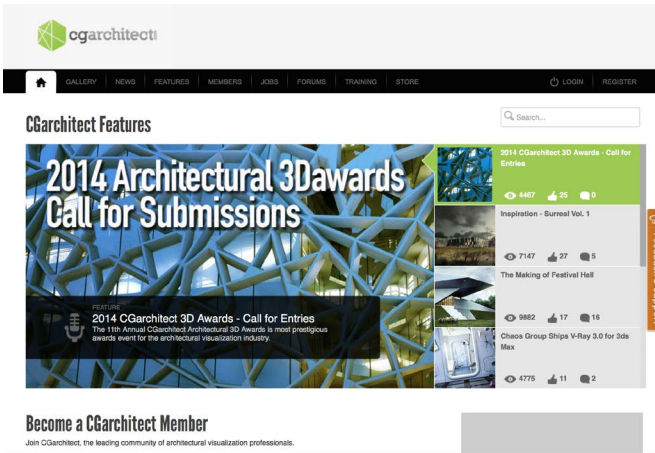 cgarchitect
GALLERY NEWS FEATURES MEMBERS JOBS FORUMS TRAINING STORE LOGIN REGISTER
Search...
CGarchitect Features
2014 Architectural 3Dawards
Call for Submissions
FEATURE
2014 CGarchitect 3D Awards - Call for Entries
The 11th Annual CGarchitect Architectural 3D Awards is most prestigious
awards event for the architectural visualization industry.
2014 CGarchitect 3D Awards - Call for
Entries
4467 25 0
Inspiration - Surreal Vol. 1
7147 27 5
The Making of Festival Hall
9882 17 16
Chaos Group Ships V-Ray 3.0 for 3ds
Max
4775 11 2
Become a CGarchitect Member
Join CGarchitect, the leading community of architectural visualization professionals.